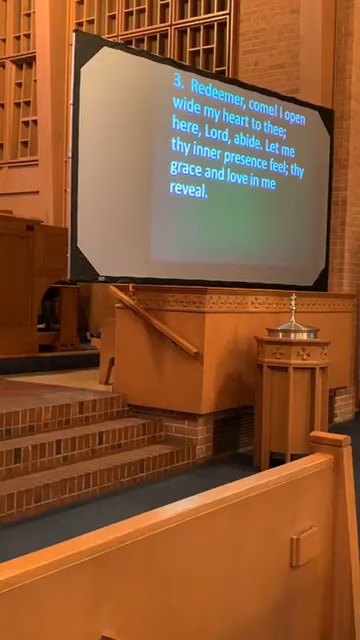 3. Redeemer, come! I open
wide my heart to thee;
here, Lord, abide. Let me
thy inner presence feel; thy
grace and love in me
reveal.